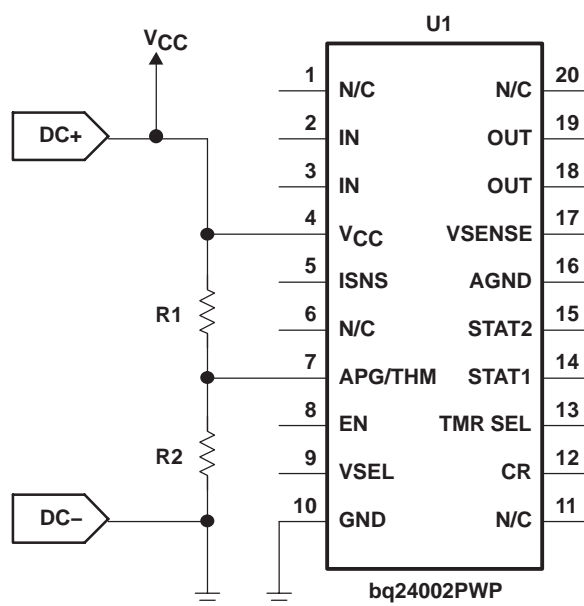 U1
VCC
DC+
1 N/C N/C 20
2 IN OUT 19
3 IN OUT 18
4 VCC VSENSE 17
5 ISNS AGND 16
R1
6 N/C STAT2 15
7 APG/THM STAT1 14
8 EN TMR SEL 13
R2
9 VSEL CR 12
DC−
10 GND N/C 11
bq24002PWP